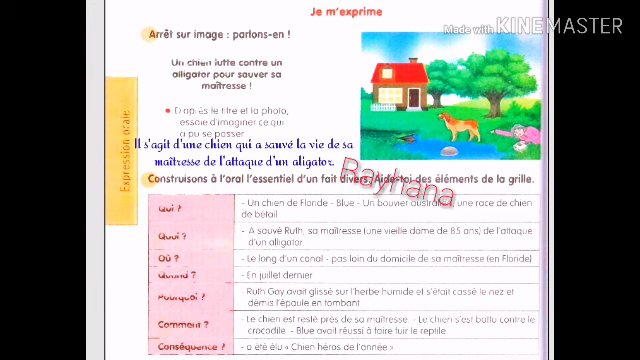 Je m'exprime
Made with KINEMASTER
Arrêt sur image : parlons-en !
Un chien lutte contre un
alligator pour sauver sa
maîtresse !
• D'après le titre et la photo,
essaie d'imaginer ce qui
a pu se passer
Il s'agit d'une chien qui a sauvé la vie de sa
maîtresse de l'attaque d'un aligator.
Rayhana
Expression orale
Construisons à l'oral l'essentiel d'un fait divers. Aide-toi des éléments de la grille.
Qui ?
- Un chien de Floride - Blue - Un bouvier australien, une race de chien
de bétail
Quoi ?
- A sauvé Ruth, sa maîtresse (une vieille dame de 85 ans) de l'attaque
d'un alligator.
Où ?
- Le long d'un canal - pas loin du domicile de sa maîtresse (en Floride)
Quand ?
- En juillet dernier
Pourquoi ?
- Ruth Gay avait glissé sur l'herbe humide et s'était cassé le nez et
démis l'épaule en tombant
Comment ?
- Le chien est resté près de sa maîtresse. - Le chien s'est battu contre le
crocodile - Blue avait réussi à faire fuir le reptile
Conséquence ?
- a été élu « Chien héros de l'année »